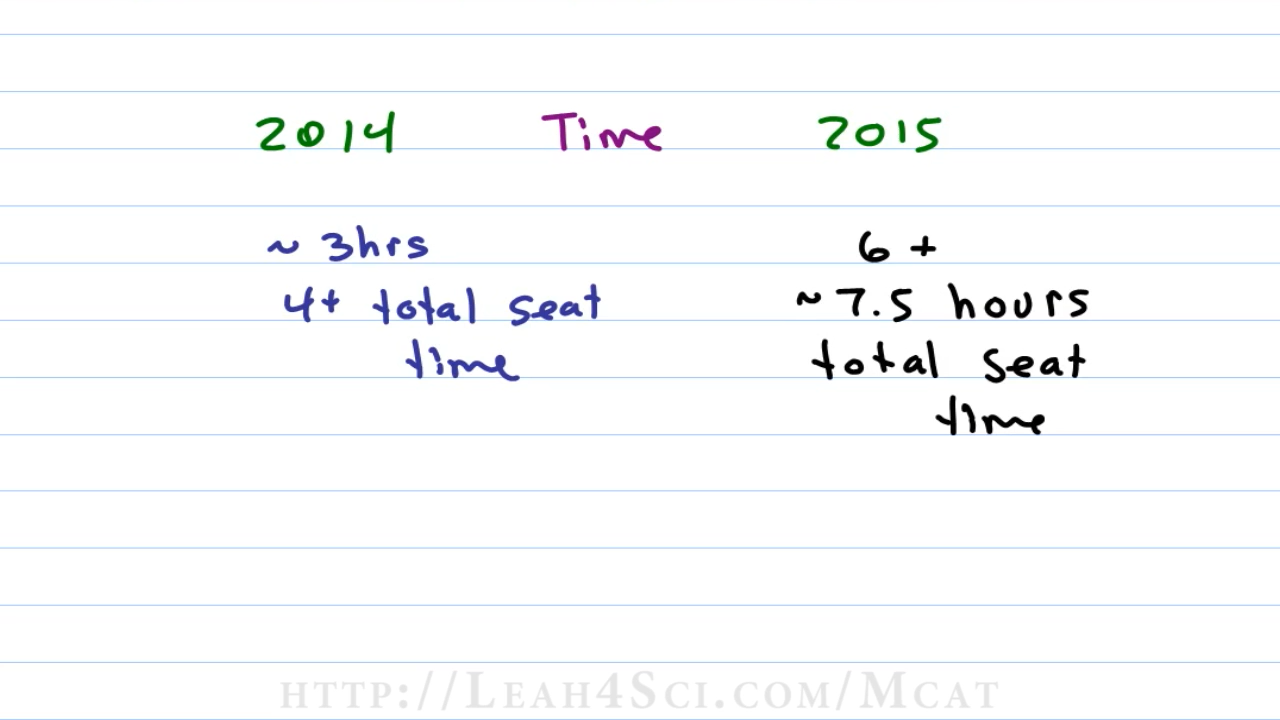 2014 Time 2015
~ 3hrs
4+ total seat
time
6 +
~7.5 hours
total seat
time
HTTP://LEAH4SCI.COM/MCAT